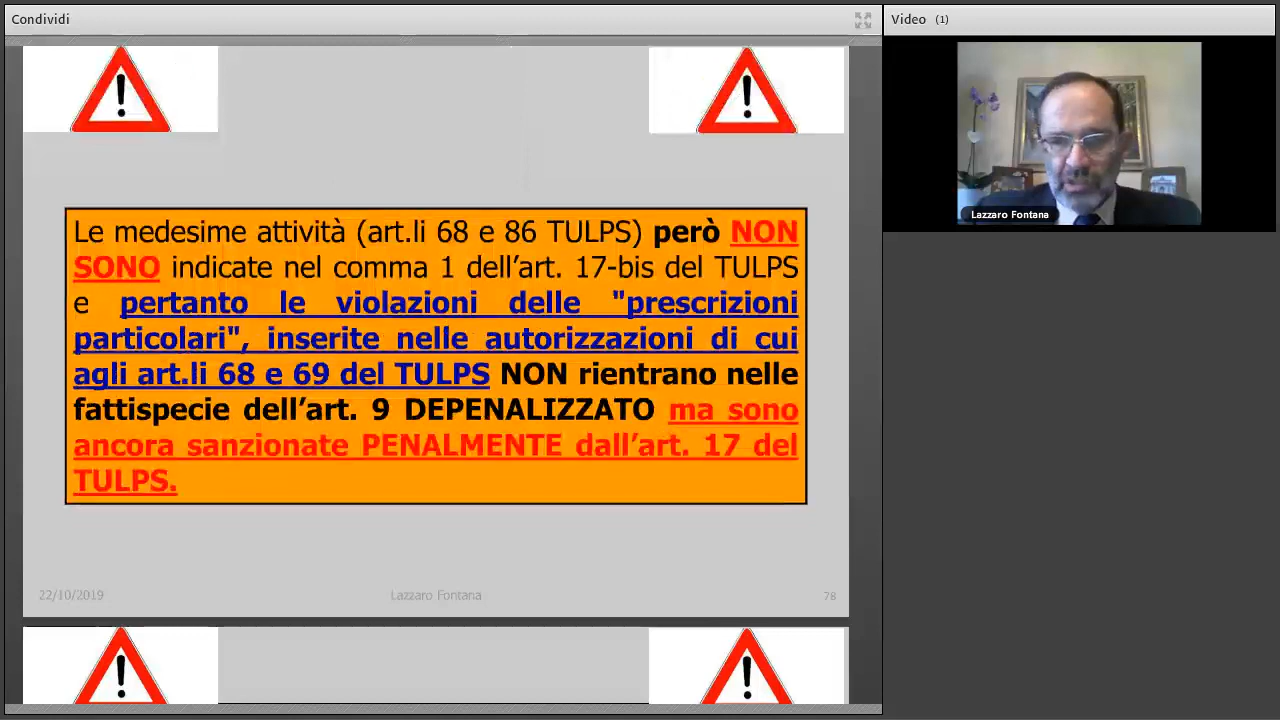 Condividi
Video (1)
Le medesime attività (art.li 68 e 86 TULPS) però NON
SONO indicate nel comma 1 dell’art. 17-bis del TULPS
e pertanto le violazioni delle "prescrizioni
particolari", inserite nelle autorizzazioni di cui
agli art.li 68 e 69 del TULPS NON rientrano nelle
fattispecie dell’art. 9 DEPENALIZZATO ma sono
ancora sanzionate PENALMENTE dall’art. 17 del
TULPS.
22/10/2019
Lazzaro Fontana
78
Lazzaro Fontana